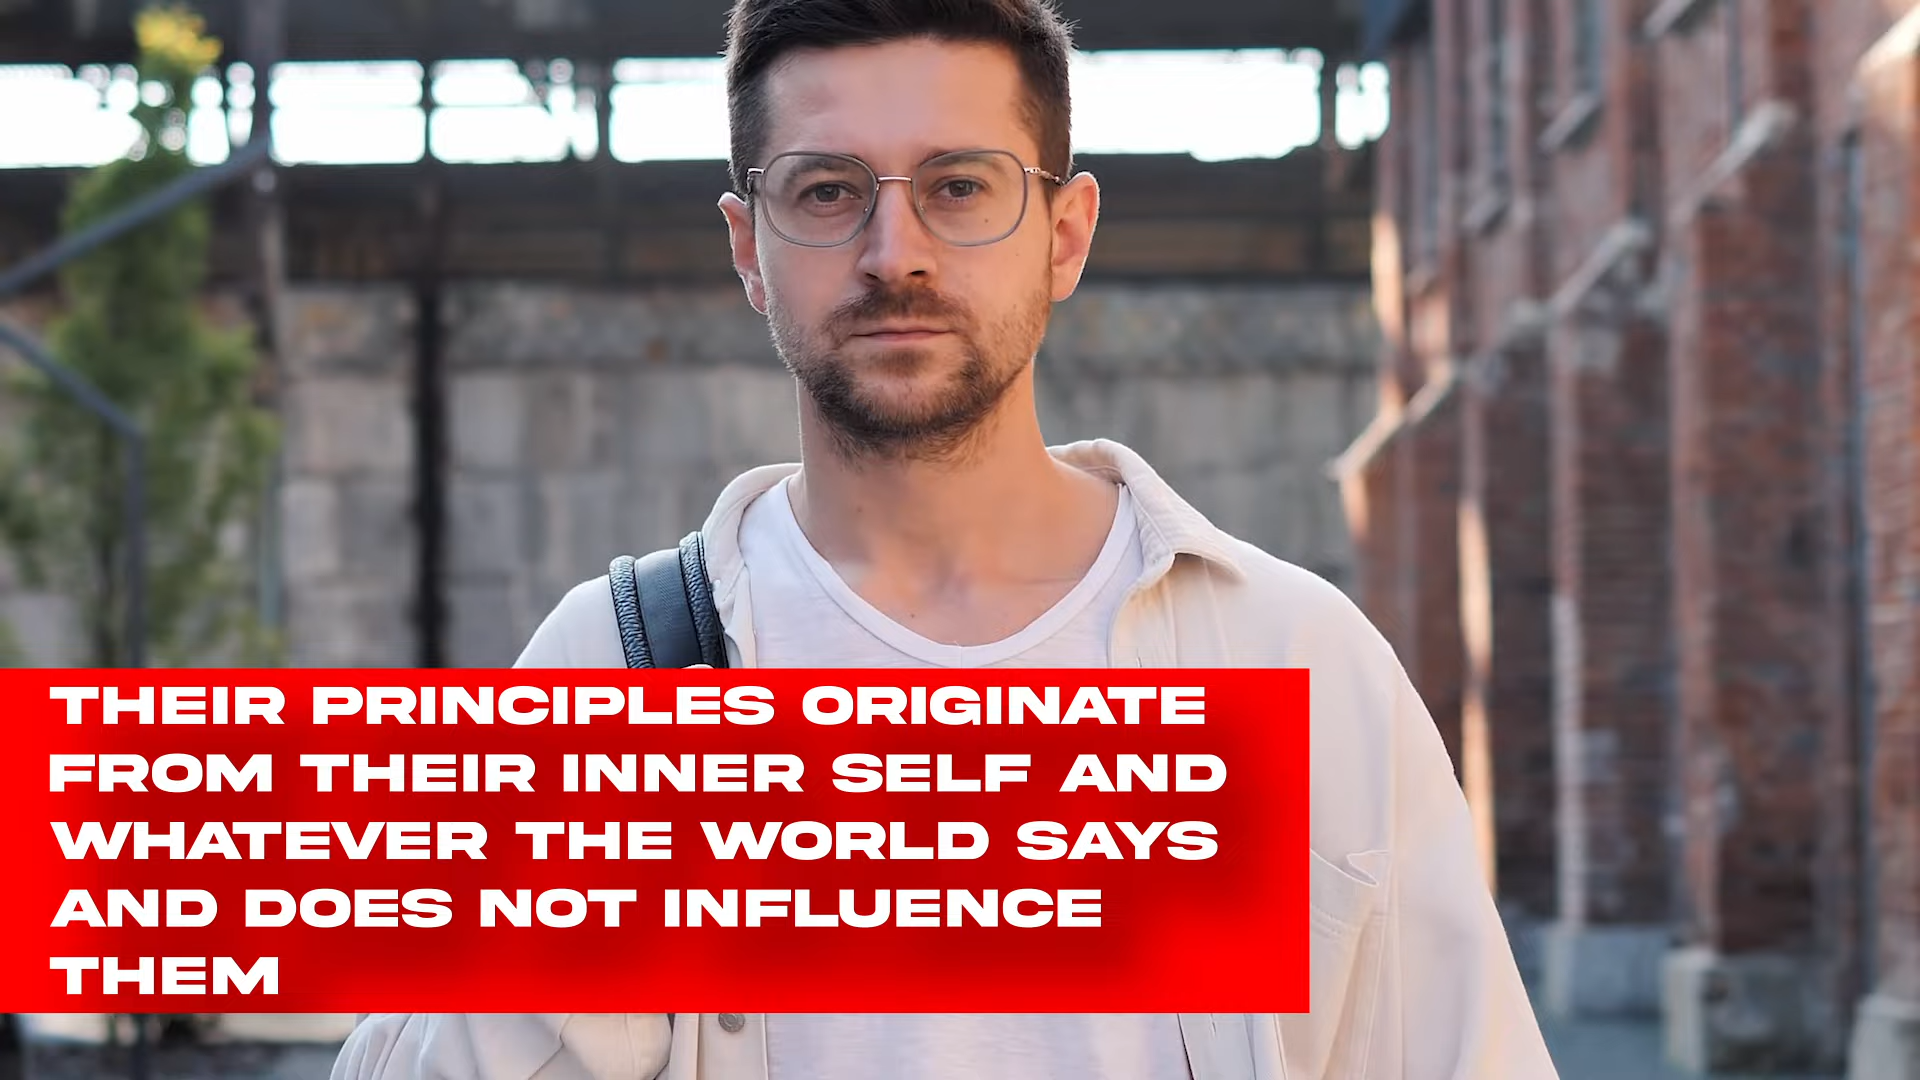 THEIR PRINCIPLES ORIGINATE
FROM THEIR INNER SELF AND
WHATEVER THE WORLD SAYS
AND DOES NOT INFLUENCE
THEM